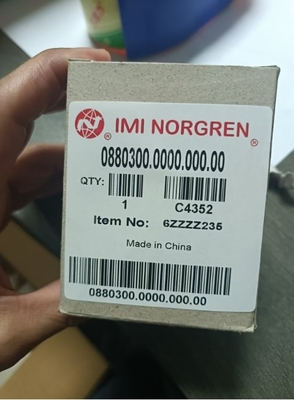 IMI NORGREN®
0880300.0000.000.00
QTY:
1 C4352
Item No: 6ZZZZ235
Made in China
0880300.0000.000.00